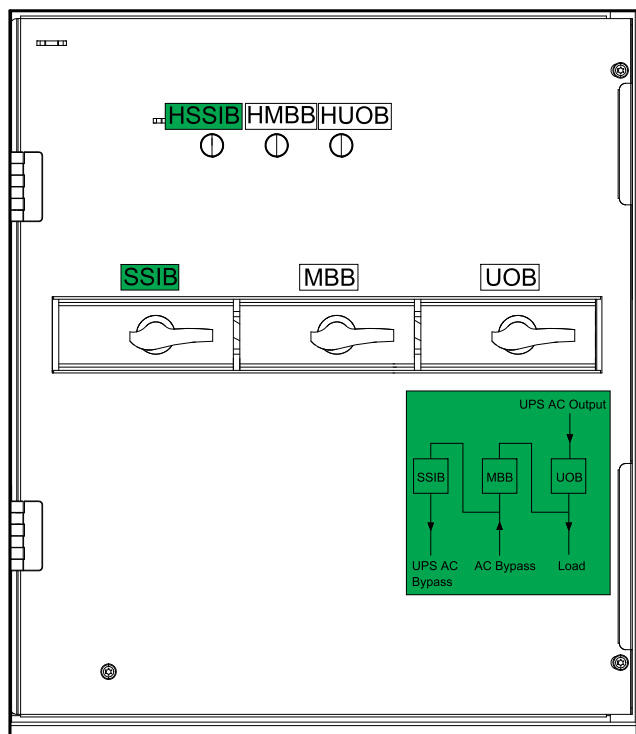 HSSIB HMBB HUOB
SSIB MBB UOB
UPS AC Output
SSIB MBB UOB
UPS AC AC Bypass Load
Bypass